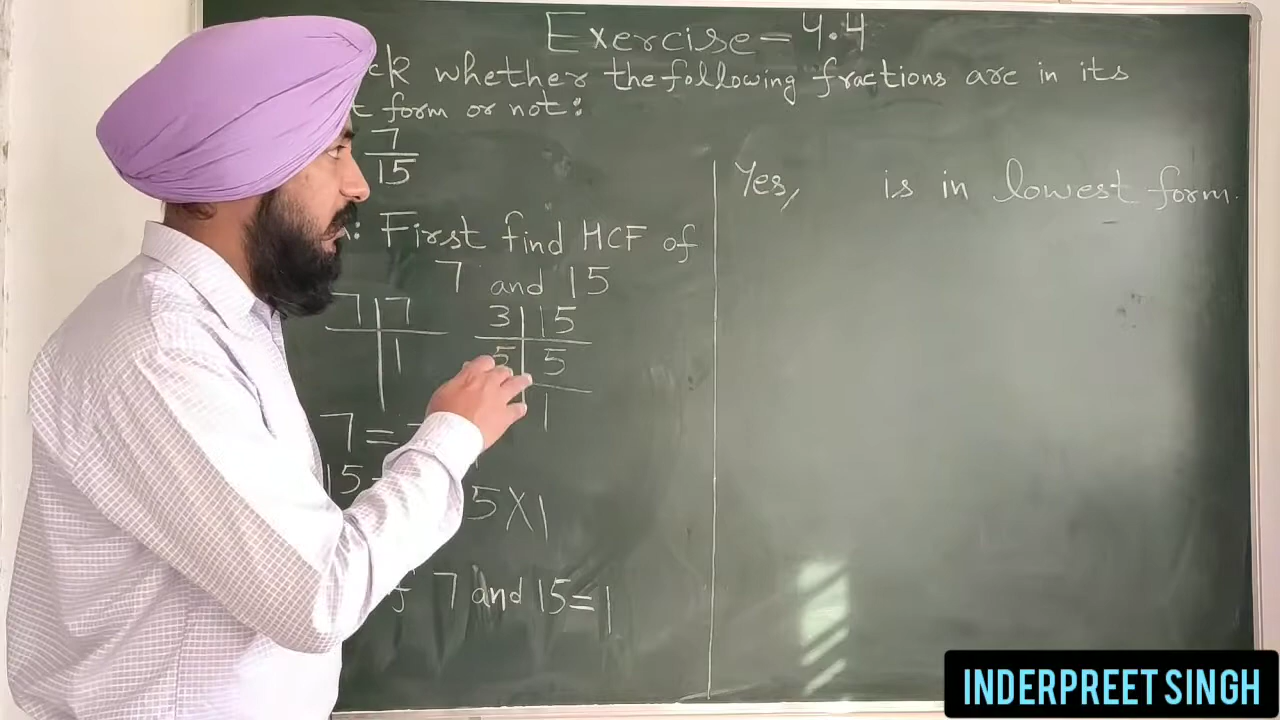 Exercise - 4.4
ck whether the following fractions are in its
t form or not:
7
15
n: First find HCF of
7 and 15
7 7
1
3 15
5 5
1
7 =
15 = 5 X 1
f 7 and 15 = 1
Yes, is in lowest form.
INDERPREET SINGH